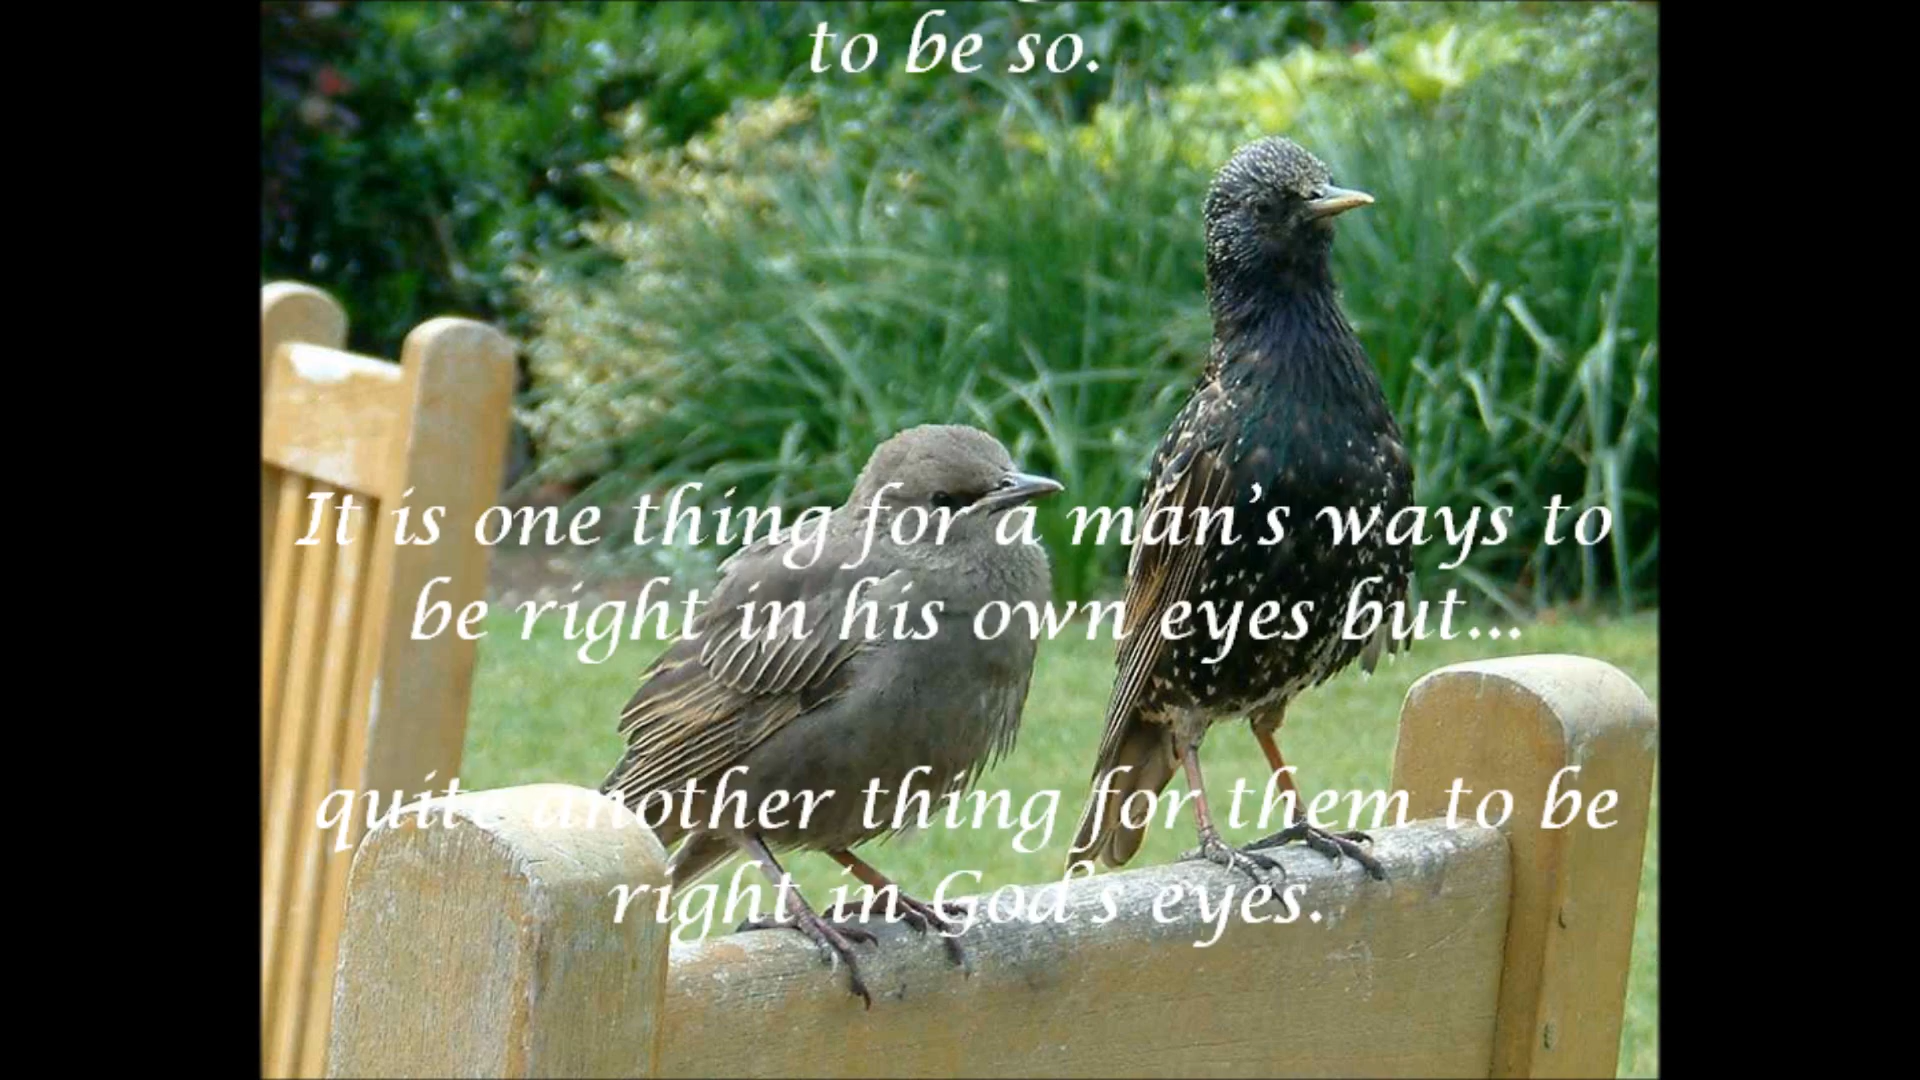 to be so.
It is one thing for a man's ways to
be right in his own eyes but...
quite another thing for them to be
right in God's eyes.